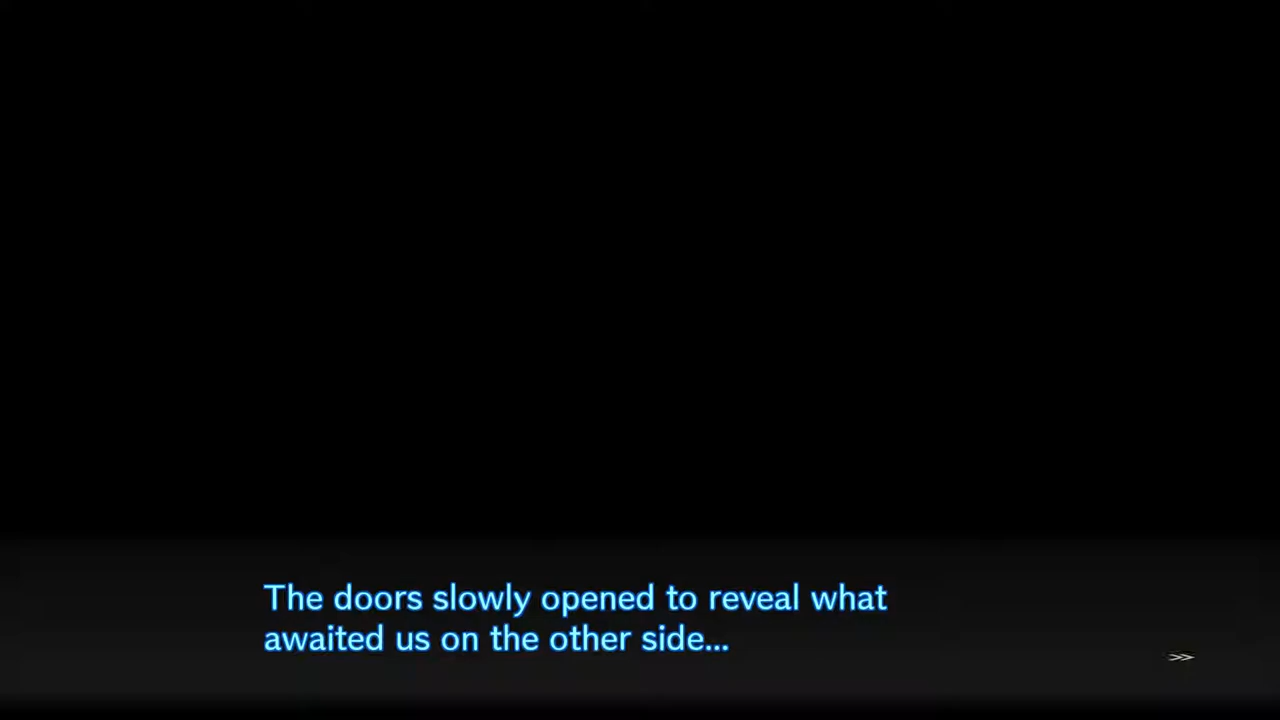 The doors slowly opened to reveal what
awaited us on the other side...